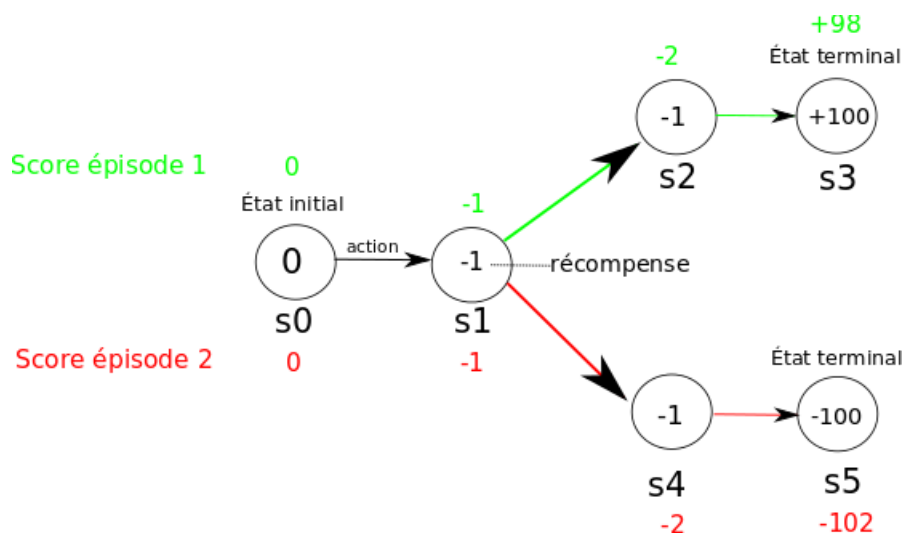 +98
-2
État terminal
-1
+100
Score épisode 1
0
s2
s3
État initial
-1
action
0
-1
récompense
s0
s1
Score épisode 2
0
-1
État terminal
-1
-100
s4
s5
-2
-102